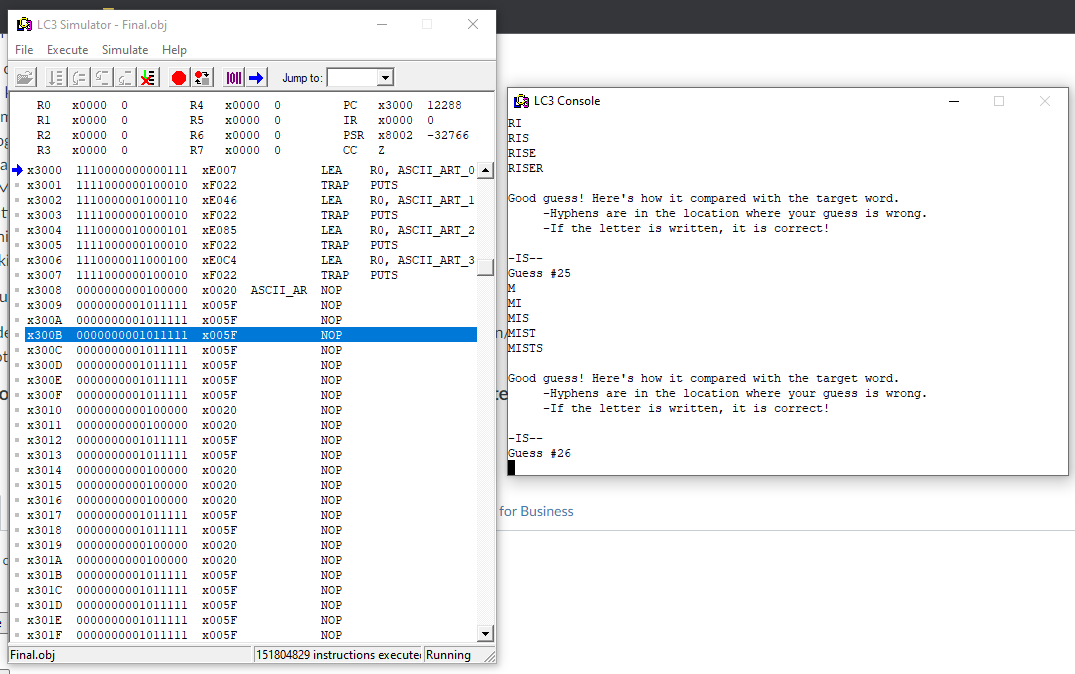 LC3 Simulator - Final.obj
File Execute Simulate Help
Jump to:
R0 x0000 0 R4 x0000 0 PC x3000 12288
R1 x0000 0 R5 x0000 0 IR x0000 0
R2 x0000 0 R6 x0000 0 PSR x8002 -32766
R3 x0000 0 R7 x0000 0 CC Z
x3000 1110000000000111 xE007 LEA R0, ASCII_ART_0
x3001 1111000000100010 xF022 TRAP PUTS
x3002 1110000001000110 xE046 LEA R0, ASCII_ART_1
x3003 1111000000100010 xF022 TRAP PUTS
x3004 1110000010000101 xE085 LEA R0, ASCII_ART_2
x3005 1111000000100010 xF022 TRAP PUTS
x3006 1110000011000100 xE0C4 LEA R0, ASCII_ART_3
x3007 1111000000100010 xF022 TRAP PUTS
x3008 0000000000100000 x0020 ASCII_AR NOP
x3009 0000000001011111 x005F NOP
x300A 0000000001011111 x005F NOP
x300B 0000000001011111 x005F NOP
x300C 0000000001011111 x005F NOP
x300D 0000000001011111 x005F NOP
x300E 0000000001011111 x005F NOP
x300F 0000000001011111 x005F NOP
x3010 0000000000100000 x0020 NOP
x3011 0000000000100000 x0020 NOP
x3012 0000000001011111 x005F NOP
x3013 0000000001011111 x005F NOP
x3014 0000000000100000 x0020 NOP
x3015 0000000000100000 x0020 NOP
x3016 0000000000100000 x0020 NOP
x3017 0000000001011111 x005F NOP
x3018 0000000001011111 x005F NOP
x3019 0000000000100000 x0020 NOP
x301A 0000000000100000 x0020 NOP
x301B 0000000001011111 x005F NOP
x301C 0000000001011111 x005F NOP
x301D 0000000001011111 x005F NOP
x301E 0000000001011111 x005F NOP
x301F 0000000001011111 x005F NOP
Final.obj 151804829 instructions execute Running
LC3 Console
RI
RIS
RISE
RISER
Good guess! Here's how it compared with the target word.
-Hyphens are in the location where your guess is wrong.
-If the letter is written, it is correct!
-IS--
Guess #25
M
MI
MIS
MIST
MISTS
Good guess! Here's how it compared with the target word.
-Hyphens are in the location where your guess is wrong.
-If the letter is written, it is correct!
-IS--
Guess #26
for Business